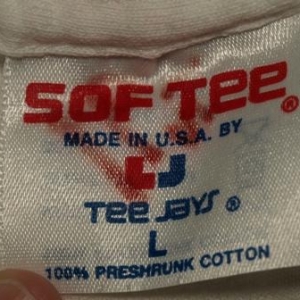 SOF TEE ®
MADE IN U.S.A. BY
TJ
TEE JAYS ®
L
100% PRESHRUNK COTTON